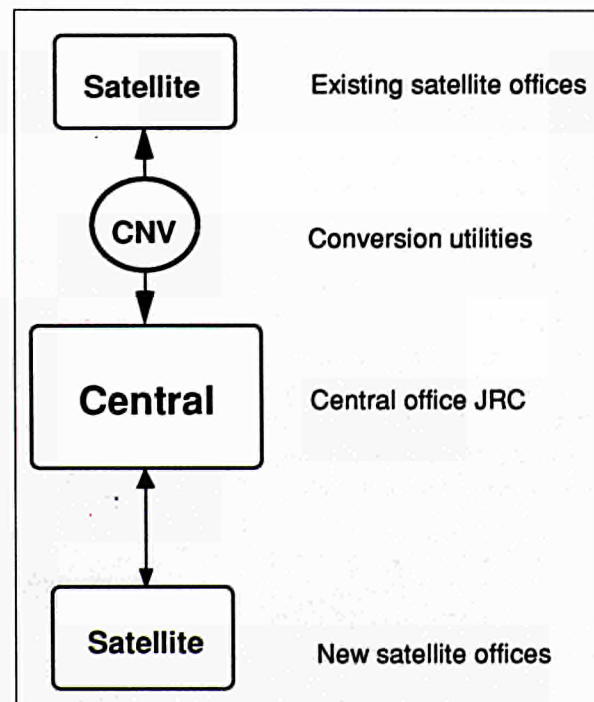 Satellite Existing satellite offices
CNV Conversion utilities
Central Central office JRC
Satellite New satellite offices